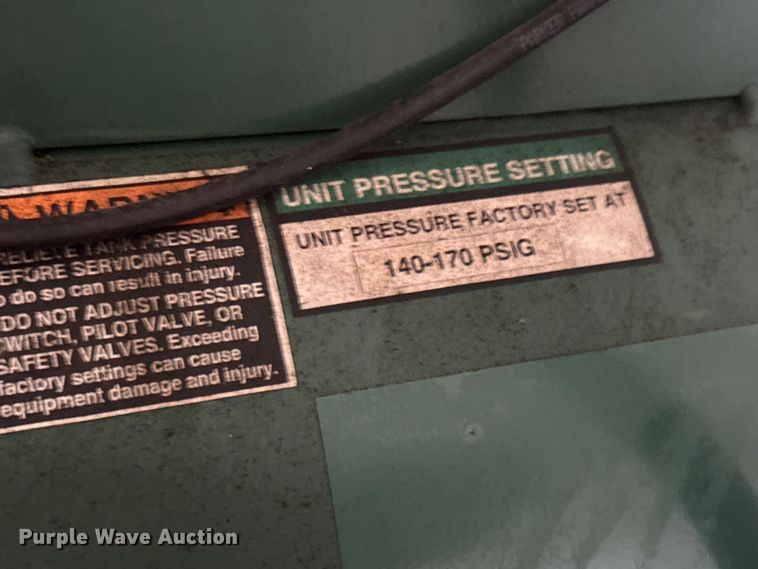 PARKER
UNIT PRESSURE SETTING
UNIT PRESSURE FACTORY SET AT
140-170 PSIG
RELIEVE TANK PRESSURE
EFORE SERVICING. Failure
o do so can result in injury.
DO NOT ADJUST PRESSURE
WITCH, PILOT VALVE, OR
SAFETY VALVES. Exceeding
factory settings can cause
equipment damage and injury.
Purple Wave Auction